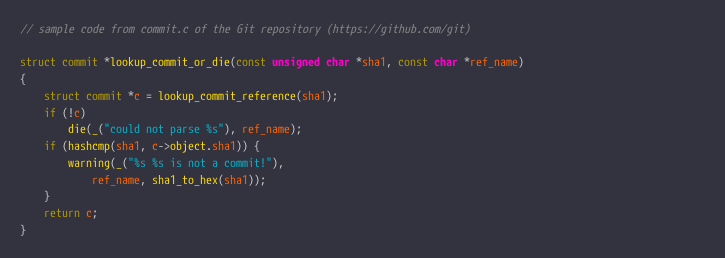 // sample code from commit.c of the Git repository (https://github.com/git)

struct commit *lookup_commit_or_die(const unsigned char *sha1, const char *ref_name)
{
    struct commit *c = lookup_commit_reference(sha1);
    if (!c)
        die(_("could not parse %s"), ref_name);
    if (hashcmp(sha1, c->object.sha1)) {
        warning(_("%s %s is not a commit!"),
            ref_name, sha1_to_hex(sha1));
    }
    return c;
}